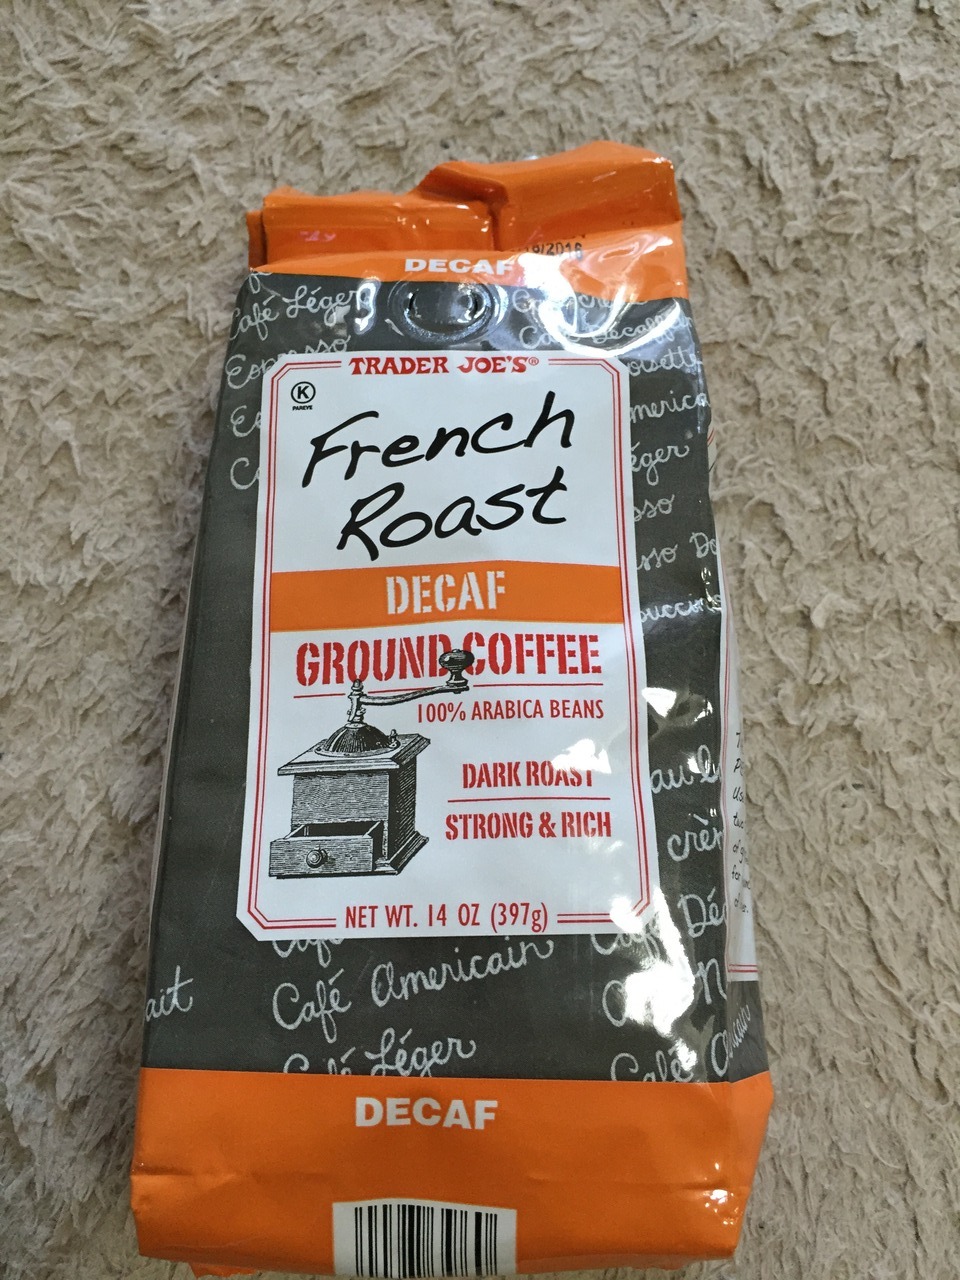 DECAF
Café Léger
Espresso
TRADER JOE'S®
K
PAREVE
French
Roast
DECAF
GROUND COFFEE
100% ARABICA BEANS
DARK ROAST
STRONG & RICH
NET WT. 14 OZ (397g)
Café Americain
Café Léger
DECAF